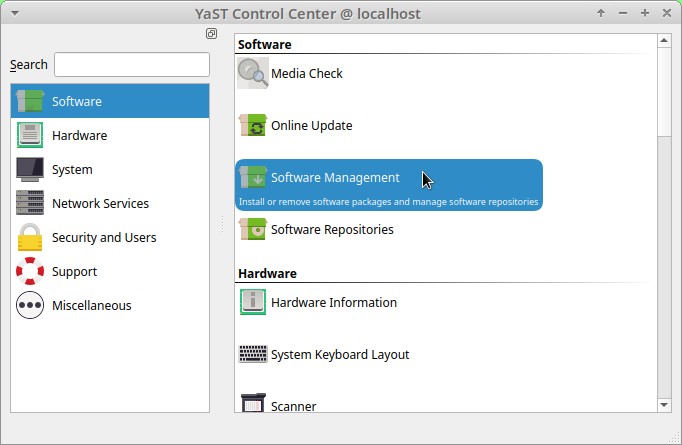 YaST Control Center @ localhost
Search
Software
Hardware
System
Network Services
Security and Users
Support
Miscellaneous
Software
Media Check
Online Update
Software Management
Install or remove software packages and manage software repositories
Software Repositories
Hardware
Hardware Information
System Keyboard Layout
Scanner